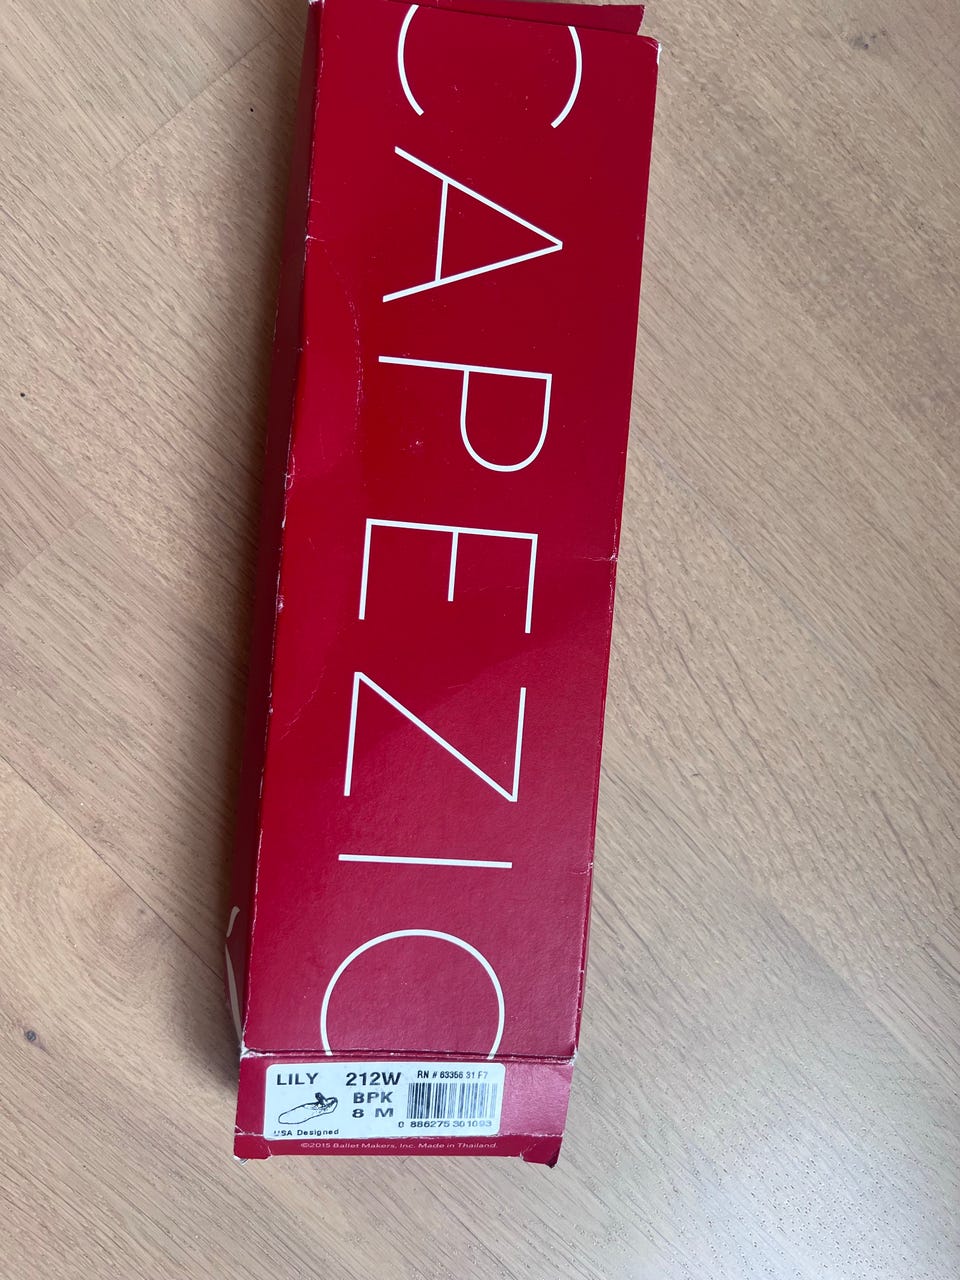 CAPEZIO
LILY 212W RN # 63356 31 F7
BPK
8 M
USA Designed 0 886275 301093
©2015 Ballet Makers, Inc. Made in Thailand.